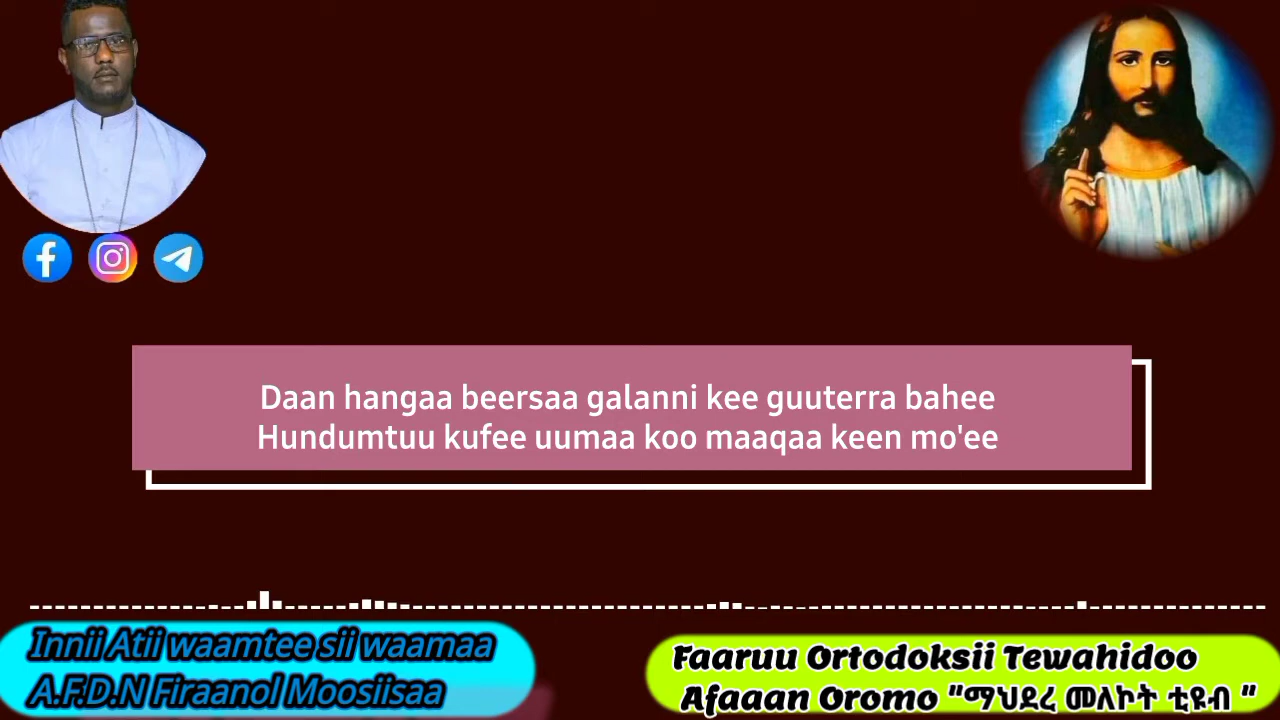 Daan hangaa beersaa galanni kee guuterra bahee
Hundumtuu kufee uumaa koo maaqaa keen mo'ee
Innii Atii waamtee sii waamaa
A.F.D.N Firaanol Moosiisaa
Faaruu Ortodoksii Tewahidoo
Afaaan Oromo "ማህደረ መለኮት ቲዩብ "